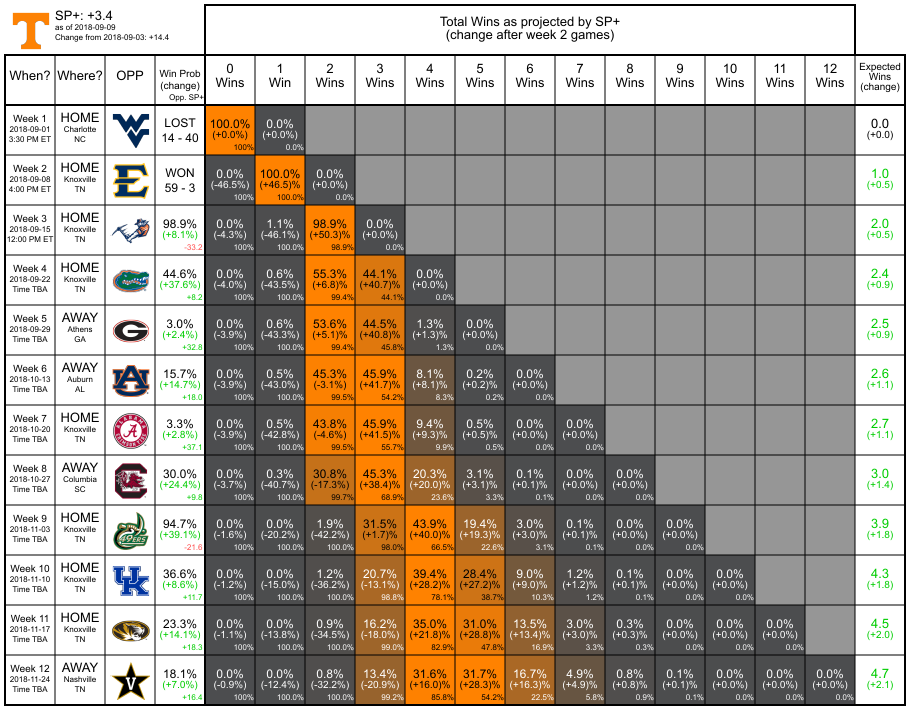 SP+: +3.4
as of 2018-09-09
Change from 2018-09-03: +14.4
Total Wins as projected by SP+
(change after week 2 games)
When? Where? OPP Win Prob (change) Opp. SP+ 0 Wins 1 Win 2 Wins 3 Wins 4 Wins 5 Wins 6 Wins 7 Wins 8 Wins 9 Wins 10 Wins 11 Wins 12 Wins Expected Wins (change)
Week 1 HOME LOST 100.0% 0.0% 0.0
2018-09-01 Charlotte 14 - 40 (+0.0%) (+0.0%) (+0.0)
3:30 PM ET NC 100% 0.0%
Week 2 HOME WON 0.0% 100.0% 0.0% 1.0
2018-09-08 Knoxville 59 - 3 (-46.5%) (+46.5)% (+0.0%) (+0.5)
4:00 PM ET TN 100% 100.0% 0.0%
Week 3 HOME 98.9% 0.0% 1.1% 98.9% 0.0% 2.0
2018-09-15 Knoxville (+8.1%) (-4.3%) (-46.1%) (+50.3)% (+0.0%) (+0.5)
12:00 PM ET TN -33.2 100% 100.0% 98.9% 0.0%
Week 4 HOME 44.6% 0.0% 0.6% 55.3% 44.1% 0.0% 2.4
2018-09-22 Knoxville (+37.6%) (-4.0%) (-43.5%) (+6.8)% (+40.7)% (+0.0%) (+0.9)
Time TBA TN +8.2 100% 100.0% 99.4% 44.1% 0.0%
Week 5 AWAY G 3.0% 0.0% 0.6% 53.6% 44.5% 1.3% 0.0% 2.5
2018-09-29 Athens (+2.4%) (-3.9%) (-43.3%) (+5.1)% (+40.8)% (+1.3)% (+0.0%) (+0.9)
Time TBA GA +32.8 100% 100.0% 99.4% 45.8% 1.3% 0.0%
Week 6 AWAY AU 15.7% 0.0% 0.5% 45.3% 45.9% 8.1% 0.2% 0.0% 2.6
2018-10-13 Auburn (+14.7%) (-3.9%) (-43.0%) (-3.1%) (+41.7)% (+8.1)% (+0.2)% (+0.0%) (+1.1)
Time TBA AL +18.0 100% 100.0% 99.5% 54.2% 8.3% 0.2% 0.0%
Week 7 HOME A 3.3% 0.0% 0.5% 43.8% 45.9% 9.4% 0.5% 0.0% 0.0% 2.7
2018-10-20 Knoxville (+2.8%) (-3.9%) (-42.8%) (-4.6%) (+41.5)% (+9.3)% (+0.5)% (+0.0)% (+0.0%) (+1.1)
Time TBA TN +37.1 100% 100.0% 99.5% 55.7% 9.9% 0.5% 0.0% 0.0%
Week 8 AWAY 30.0% 0.0% 0.3% 30.8% 45.3% 20.3% 3.1% 0.1% 0.0% 0.0% 3.0
2018-10-27 Columbia (+24.4%) (-3.7%) (-40.7%) (-17.3%) (+38.4)% (+20.0)% (+3.1)% (+0.1)% (+0.0)% (+0.0%) (+1.4)
Time TBA SC +9.8 100% 100.0% 99.7% 68.9% 23.6% 3.3% 0.1% 0.0% 0.0%
Week 9 HOME 49ERS 94.7% 0.0% 0.0% 1.9% 31.5% 43.9% 19.4% 3.0% 0.1% 0.0% 0.0% 3.9
2018-11-03 Knoxville (+39.1%) (-1.6%) (-20.2%) (-42.2%) (+1.7)% (+40.0)% (+19.3)% (+3.0)% (+0.1)% (+0.0)% (+0.0%) (+1.8)
Time TBA TN -21.6 100% 100.0% 100.0% 98.0% 66.5% 22.6% 3.1% 0.1% 0.0% 0.0%
Week 10 HOME UK 36.6% 0.0% 0.0% 1.2% 20.7% 39.4% 28.4% 9.0% 1.2% 0.1% 0.0% 0.0% 4.3
2018-11-10 Knoxville (+8.6%) (-1.2%) (-15.0%) (-36.2%) (-13.1%) (+28.2)% (+27.2)% (+9.0)% (+1.2)% (+0.1)% (+0.0)% (+0.0%) (+1.8)
Time TBA TN +11.7 100% 100.0% 100.0% 98.8% 78.1% 38.7% 10.3% 1.2% 0.1% 0.0% 0.0%
Week 11 HOME 23.3% 0.0% 0.0% 0.9% 16.2% 35.0% 31.0% 13.5% 3.0% 0.3% 0.0% 0.0% 0.0% 4.5
2018-11-17 Knoxville (+14.1%) (-1.1%) (-13.8%) (-34.5%) (-18.0%) (+21.8)% (+28.8)% (+13.4)% (+3.0)% (+0.3)% (+0.0)% (+0.0)% (+0.0%) (+2.0)
Time TBA TN +18.3 100% 100.0% 100.0% 99.0% 82.9% 47.8% 16.9% 3.3% 0.3% 0.0% 0.0% 0.0%
Week 12 AWAY V 18.1% 0.0% 0.0% 0.8% 13.4% 31.6% 31.7% 16.7% 4.9% 0.8% 0.1% 0.0% 0.0% 0.0% 4.7
2018-11-24 Nashville (+7.0%) (-0.9%) (-12.4%) (-32.2%) (-20.9%) (+16.0)% (+28.3)% (+16.3)% (+4.9)% (+0.8)% (+0.1)% (+0.0)% (+0.0)% (+0.0%) (+2.1)
Time TBA TN +16.4 100% 100.0% 100.0% 99.2% 85.8% 54.2% 22.5% 5.8% 0.9% 0.1% 0.0% 0.0% 0.0%